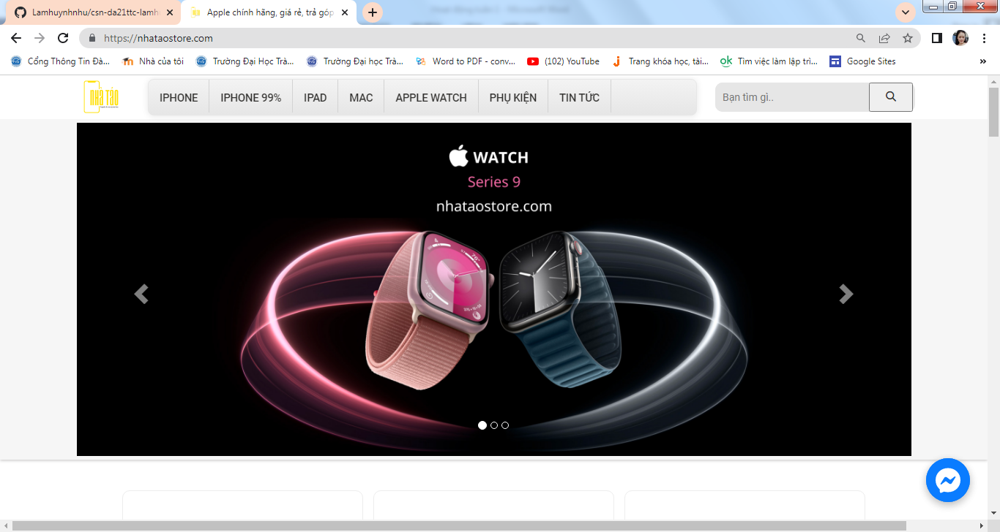 Lamhuynhnhu/csn-da21ttc-lamh
Apple chính hãng, giá rẻ, trả góp
https://nhataostore.com
Cổng Thông Tin Đà...
Nhà của tôi
Trường Đại Học Trà...
Trường Đại học Trà...
Word to PDF - conv...
(102) YouTube
Trang khóa học, tài...
Tìm việc làm lập trì...
Google Sites
NHÀ TÁO
IPHONE
IPHONE 99%
IPAD
MAC
APPLE WATCH
PHỤ KIỆN
TIN TỨC
Bạn tìm gì..
WATCH
Series 9
nhataostore.com